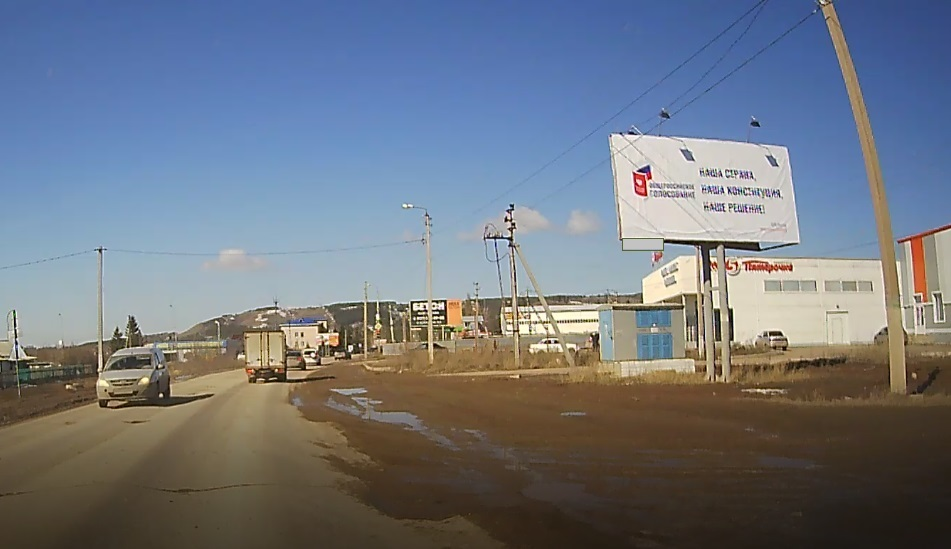 ОБЩЕРОССИЙСКОЕ
ГОЛОСОВАНИЕ
НАША СТРАНА,
НАША КОНСТИТУЦИЯ,
НАШЕ РЕШЕНИЕ!
Пятёрочка